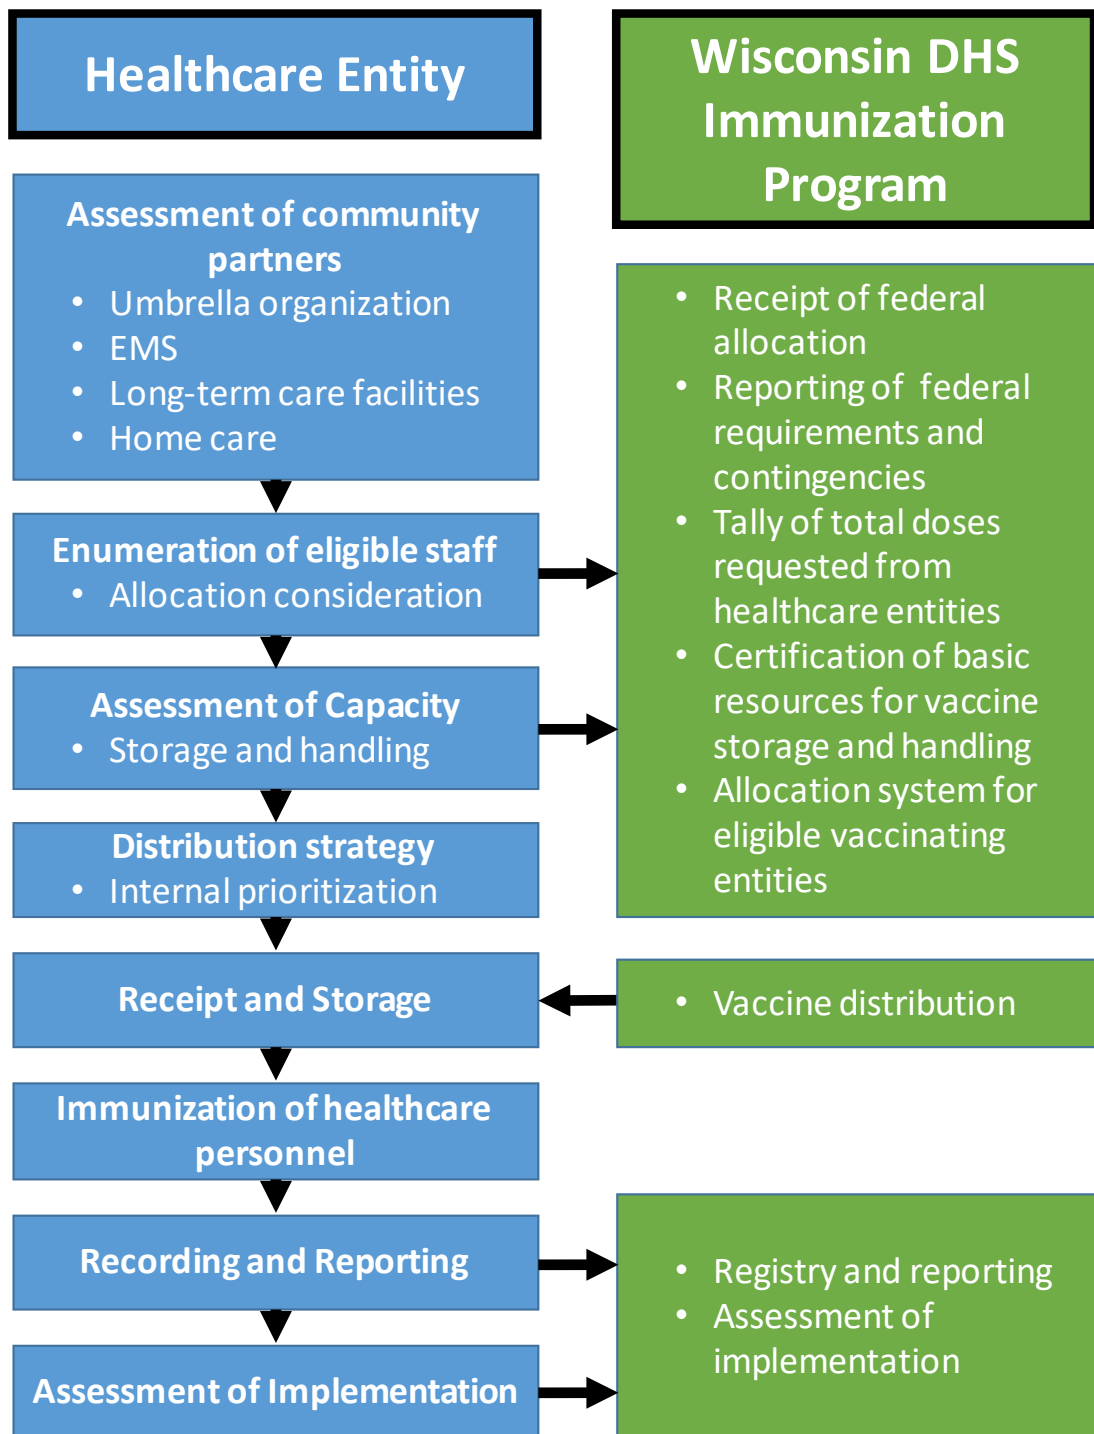 Healthcare Entity
Assessment of community
partners
• Umbrella organization
• EMS
• Long-term care facilities
• Home care
Enumeration of eligible staff
• Allocation consideration
Assessment of Capacity
• Storage and handling
Distribution strategy
• Internal prioritization
Receipt and Storage
Immunization of healthcare
personnel
Recording and Reporting
Assessment of Implementation
Wisconsin DHS
Immunization
Program
• Receipt of federal
allocation
• Reporting of federal
requirements and
contingencies
• Tally of total doses
requested from
healthcare entities
• Certification of basic
resources for vaccine
storage and handling
• Allocation system for
eligible vaccinating
entities
• Vaccine distribution
• Registry and reporting
• Assessment of
implementation